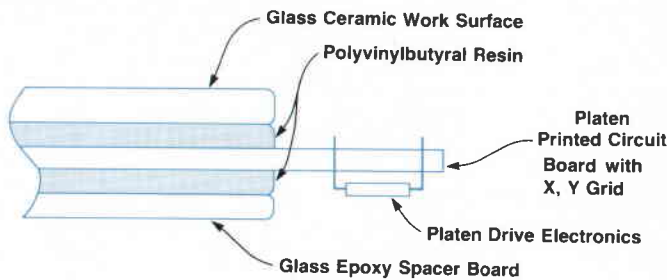 Glass Ceramic Work Surface
Polyvinylbutyral Resin
Platen
Printed Circuit
Board with
X, Y Grid
Platen Drive Electronics
Glass Epoxy Spacer Board